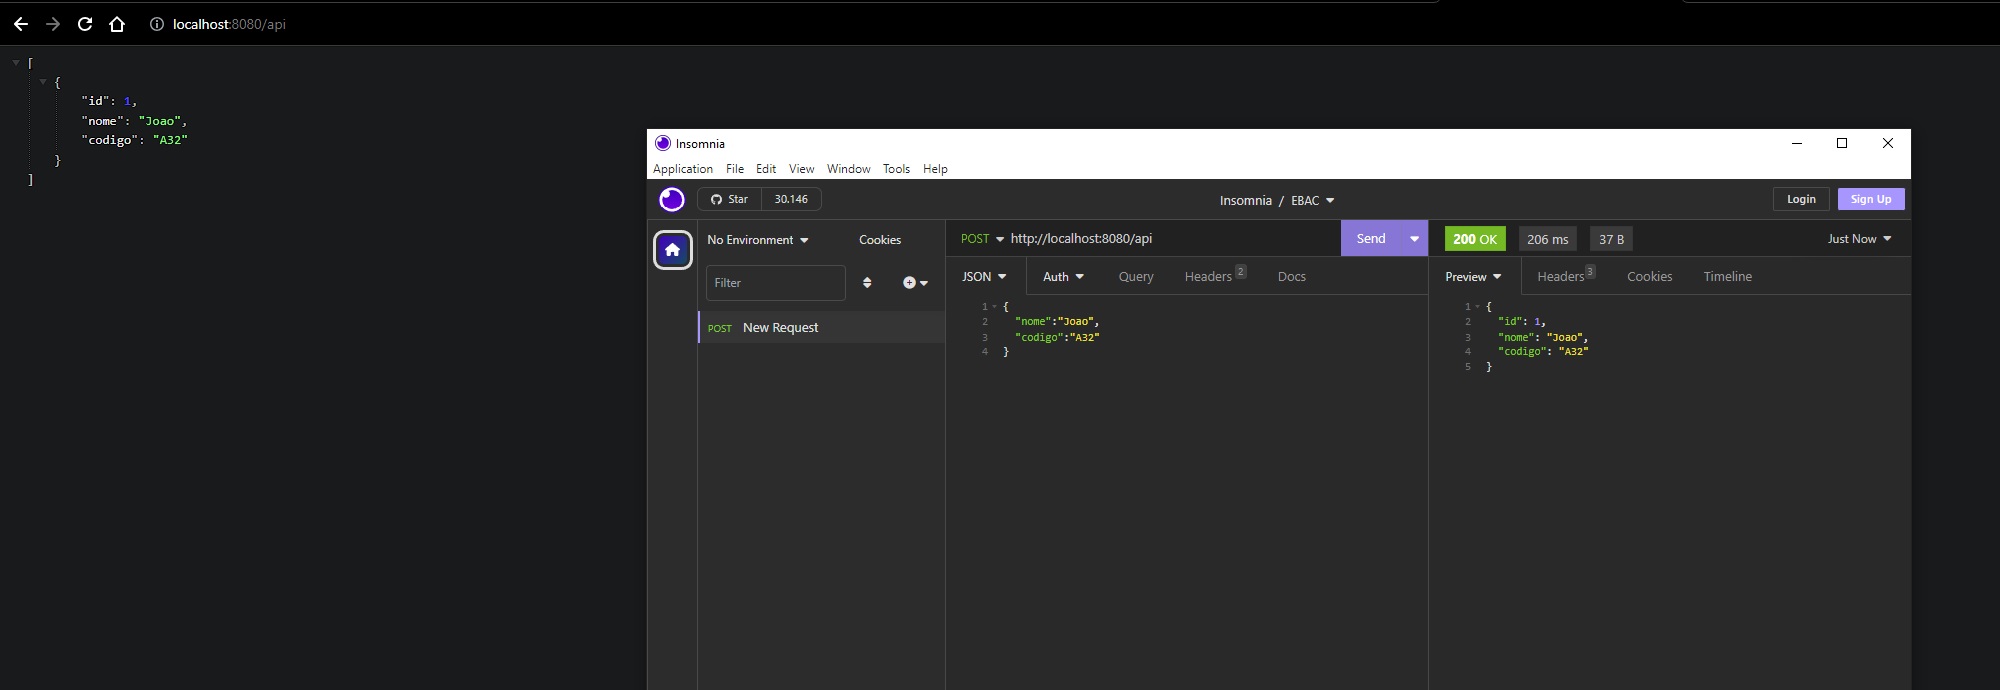 localhost:8080/api
[
{
"id": 1,
"nome": "Joao",
"codigo": "A32"
}
]
Insomnia
Application File Edit View Window Tools Help
Star 30.146
Insomnia / EBAC
Login Sign Up
No Environment Cookies
Filter
POST New Request
POST http://localhost:8080/api Send
JSON Auth Query Headers 2 Docs
1 {
2 "nome":"Joao",
3 "codigo":"A32"
4 }
200 OK 206 ms 37 B Just Now
Preview Headers 3 Cookies Timeline
1 {
2 "id": 1,
3 "nome": "Joao",
4 "codigo": "A32"
5 }